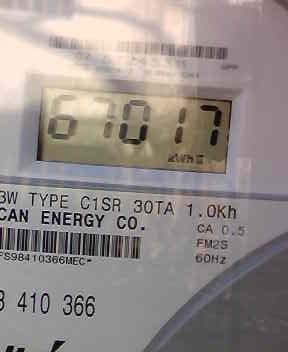 67017
kWh
3W TYPE C1SR 30TA 1.0Kh
CAN ENERGY CO.
CA 0.5
FM2S
FS98410366MEC*
60Hz
3 410 366